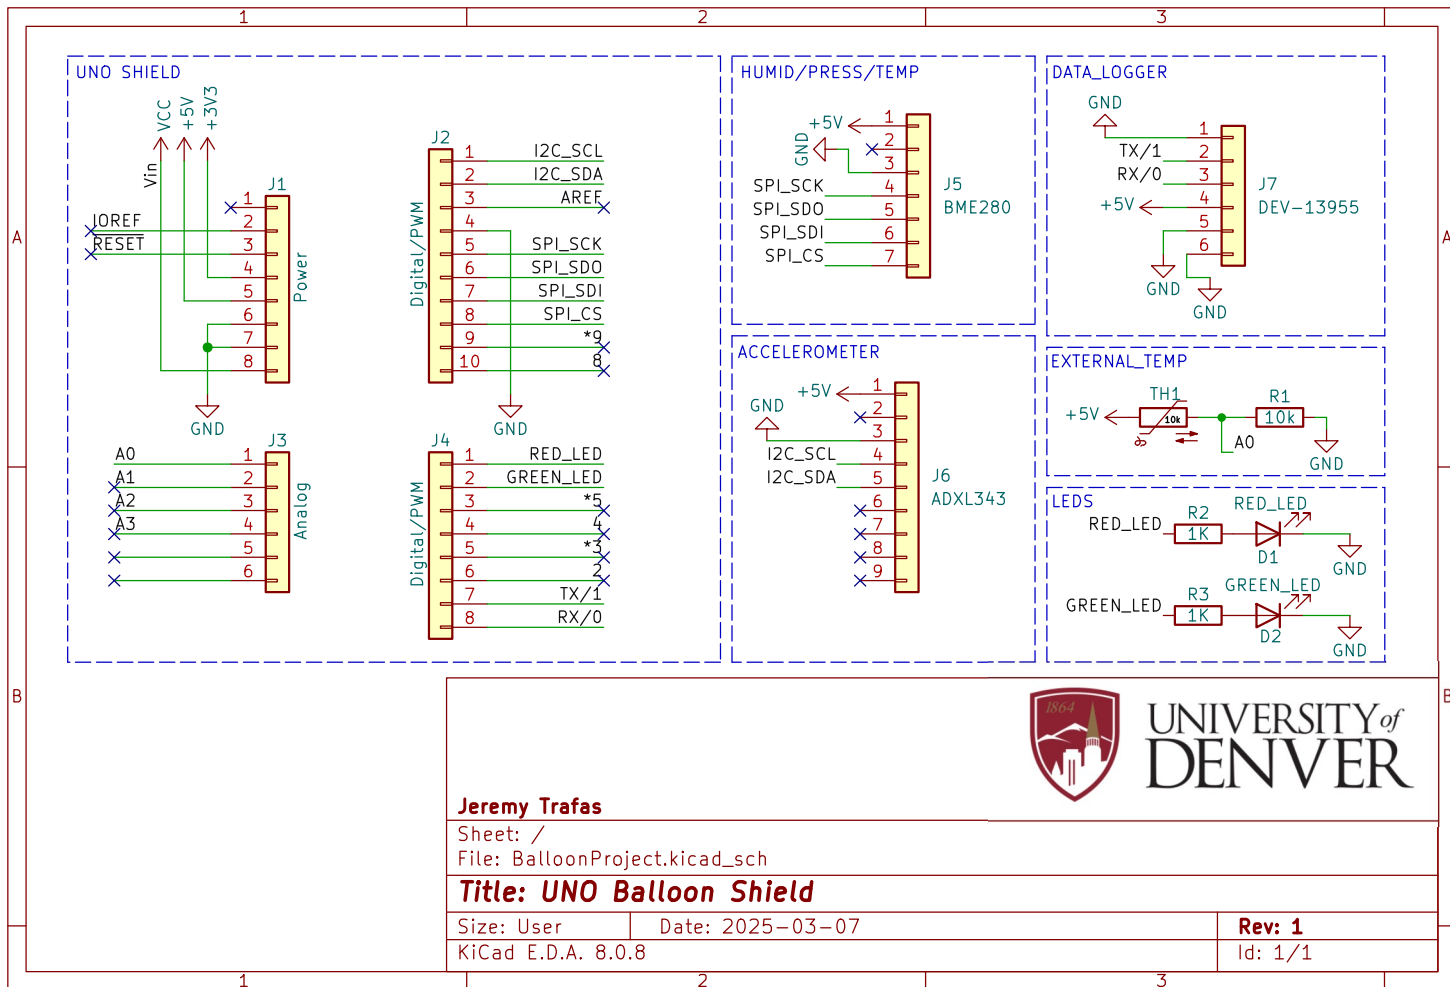 1 2 3
A
B
A
B
UNO SHIELD
VCC
+5V
+3V3
Vin
IOREF
RESET
J1
1
2
3
4
5
6
7
8
Power
GND
J2
Digital/PWM
1 I2C_SCL
2 I2C_SDA
3 AREF
4
5 SPI_SCK
6 SPI_SDO
7 SPI_SDI
8 SPI_CS
9 *9
10 8
GND
J3
A0 1
A1 2
A2 3
A3 4
5
6
Analog
J4
Digital/PWM
1 RED_LED
2 GREEN_LED
3 *5
4 4
5 *3
6 2
7 TX/1
8 RX/0
HUMID/PRESS/TEMP
+5V 1
GND 2
3
SPI_SCK 4
SPI_SDO 5
SPI_SDI 6
SPI_CS 7
J5
BME280
ACCELEROMETER
+5V 1
2
GND 3
I2C_SCL 4
I2C_SDA 5
6
7
8
9
J6
ADXL343
DATA_LOGGER
GND 1
TX/1 2
RX/0 3
+5V 4
5
6
GND
GND
J7
DEV-13955
EXTERNAL_TEMP
+5V
TH1
10k
A0
R1
10k
GND
LEDS
RED_LED
R2
1K
RED_LED
D1
GND
GREEN_LED
R3
1K
GREEN_LED
D2
GND
1864
UNIVERSITY of
DENVER
Jeremy Trafas
Sheet: /
File: BalloonProject.kicad_sch
Title: UNO Balloon Shield
Size: User Date: 2025-03-07 Rev: 1
KiCad E.D.A. 8.0.8 Id: 1/1
1 2 3